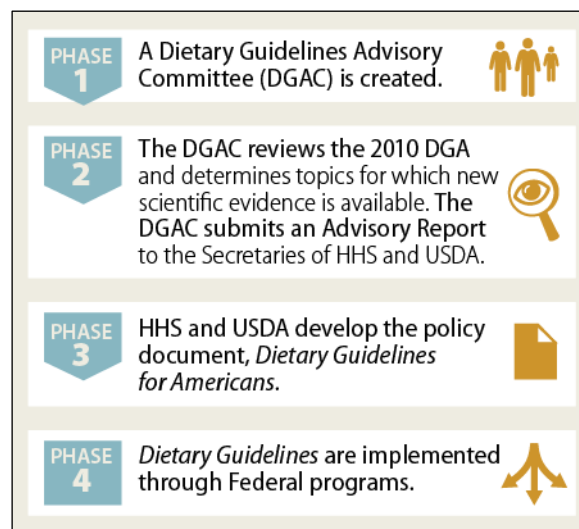 PHASE
1
A Dietary Guidelines Advisory
Committee (DGAC) is created.
PHASE
2
The DGAC reviews the 2010 DGA
and determines topics for which new
scientific evidence is available. The
DGAC submits an Advisory Report
to the Secretaries of HHS and USDA.
PHASE
3
HHS and USDA develop the policy
document, Dietary Guidelines
for Americans.
PHASE
4
Dietary Guidelines are implemented
through Federal programs.